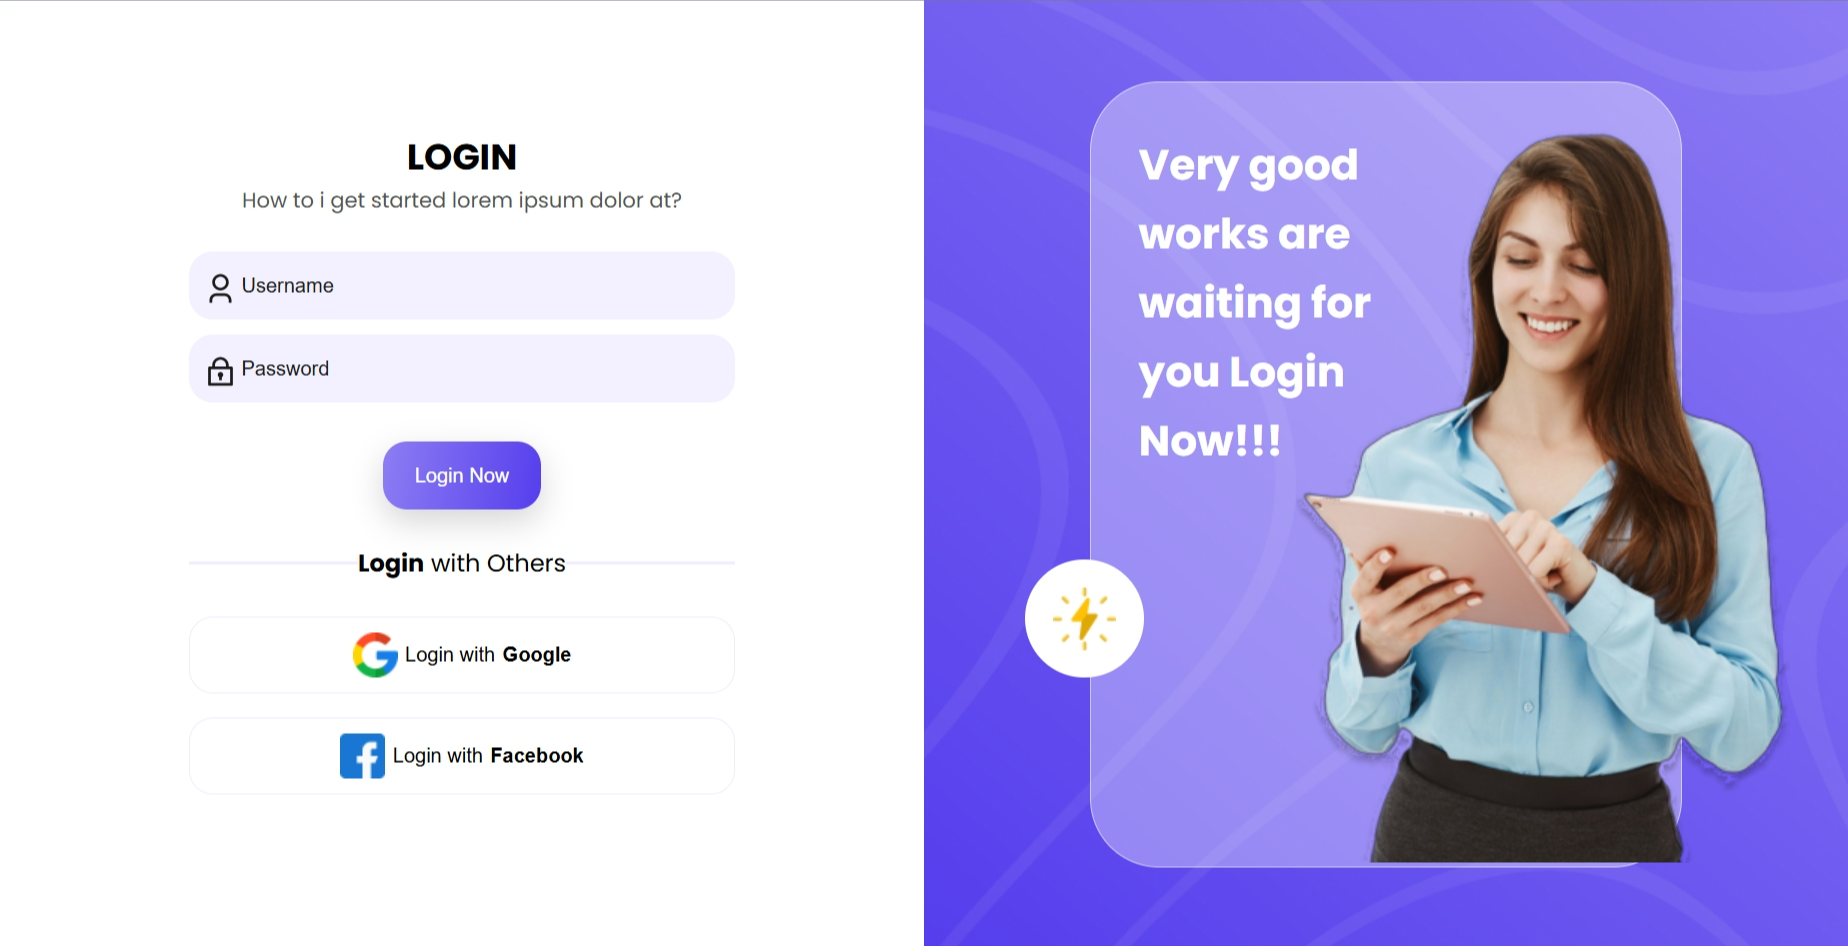 LOGIN
How to i get started lorem ipsum dolor at?
Username
Password
Login Now
Login with Others
Login with Google
Login with Facebook
Very good
works are
waiting for
you Login
Now!!!